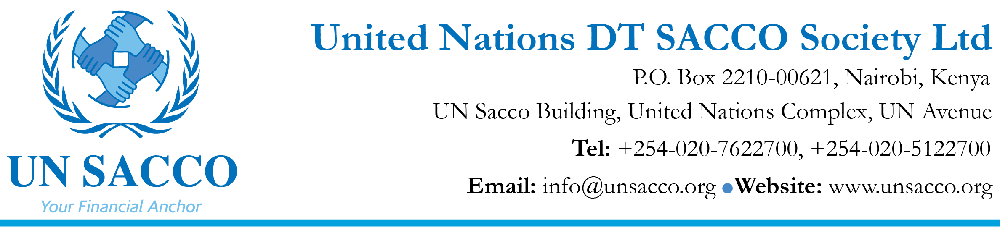 United Nations DT SACCO Society Ltd
P.O. Box 2210-00621, Nairobi, Kenya
UN Sacco Building, United Nations Complex, UN Avenue
Tel: +254-020-7622700, +254-020-5122700
Email: info@unsacco.org ●Website: www.unsacco.org
UN SACCO
Your Financial Anchor